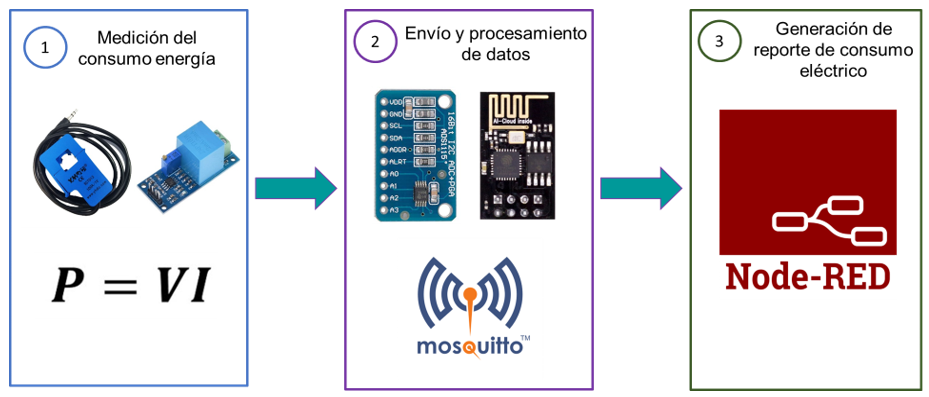 1
Medición del
consumo energía
P = VI
2
Envío y procesamiento
de datos
VDD
GND
SCL
SDA
ADDR
ALRT
A0
A1
A2
A3
16Bit I2C ADC+PGA
ADS1115
AI-Cloud inside
mosquitto™
3
Generación de
reporte de consumo
eléctrico
Node-RED